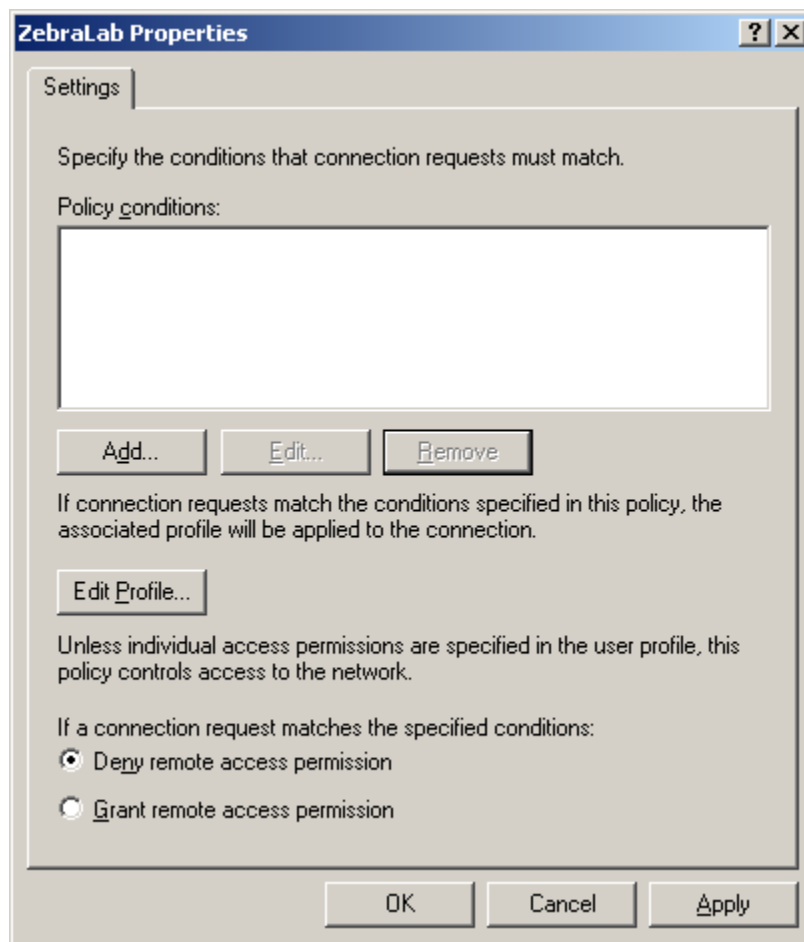 ZebraLab Properties
Settings
Specify the conditions that connection requests must match.
Policy conditions:
Add... Edit... Remove
If connection requests match the conditions specified in this policy, the
associated profile will be applied to the connection.
Edit Profile...
Unless individual access permissions are specified in the user profile, this
policy controls access to the network.
If a connection request matches the specified conditions:
Deny remote access permission
Grant remote access permission
OK Cancel Apply